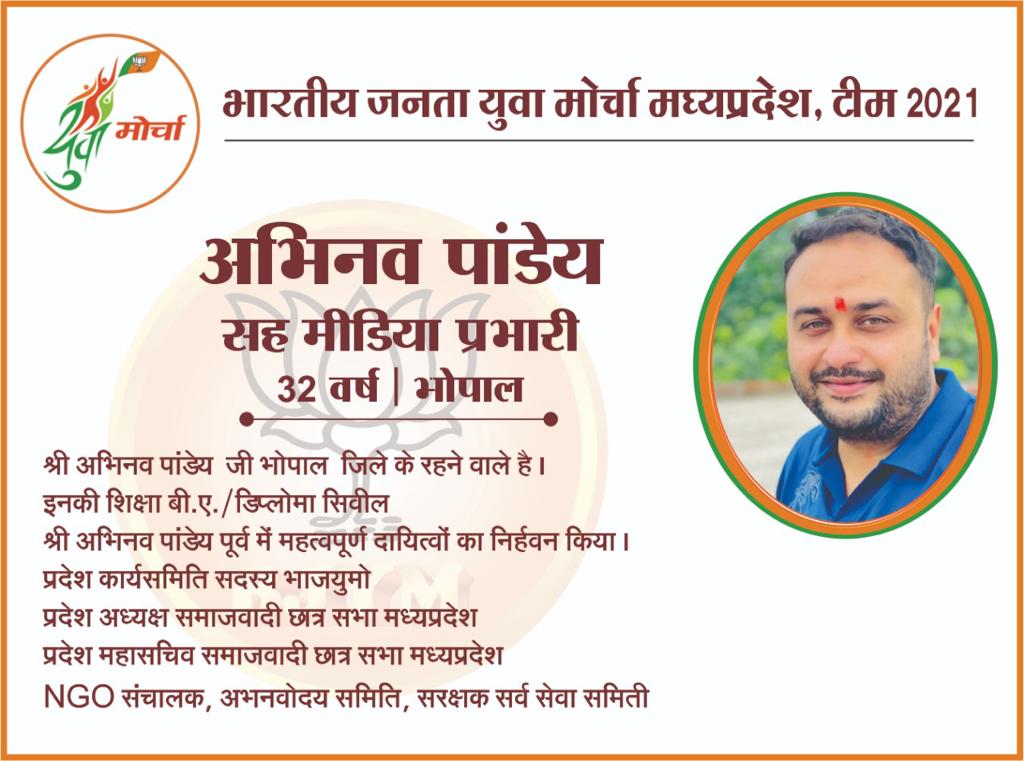 युवा मोर्चा
भारतीय जनता युवा मोर्चा मध्यप्रदेश, टीम 2021
अभिनव पांडेय
सह मीडिया प्रभारी
32 वर्ष | भोपाल
श्री अभिनव पांडेय जी भोपाल जिले के रहने वाले है।
इनकी शिक्षा बी.ए./डिप्लोमा सिवील
श्री अभिनव पांडेय पूर्व में महत्वपूर्ण दायित्वों का निर्हवन किया।
प्रदेश कार्यसमिति सदस्य भाजयुमो
प्रदेश अध्यक्ष समाजवादी छात्र सभा मध्यप्रदेश
प्रदेश महासचिव समाजवादी छात्र सभा मध्यप्रदेश
NGO संचालक, अभनवोदय समिति, सरक्षक सर्व सेवा समिती